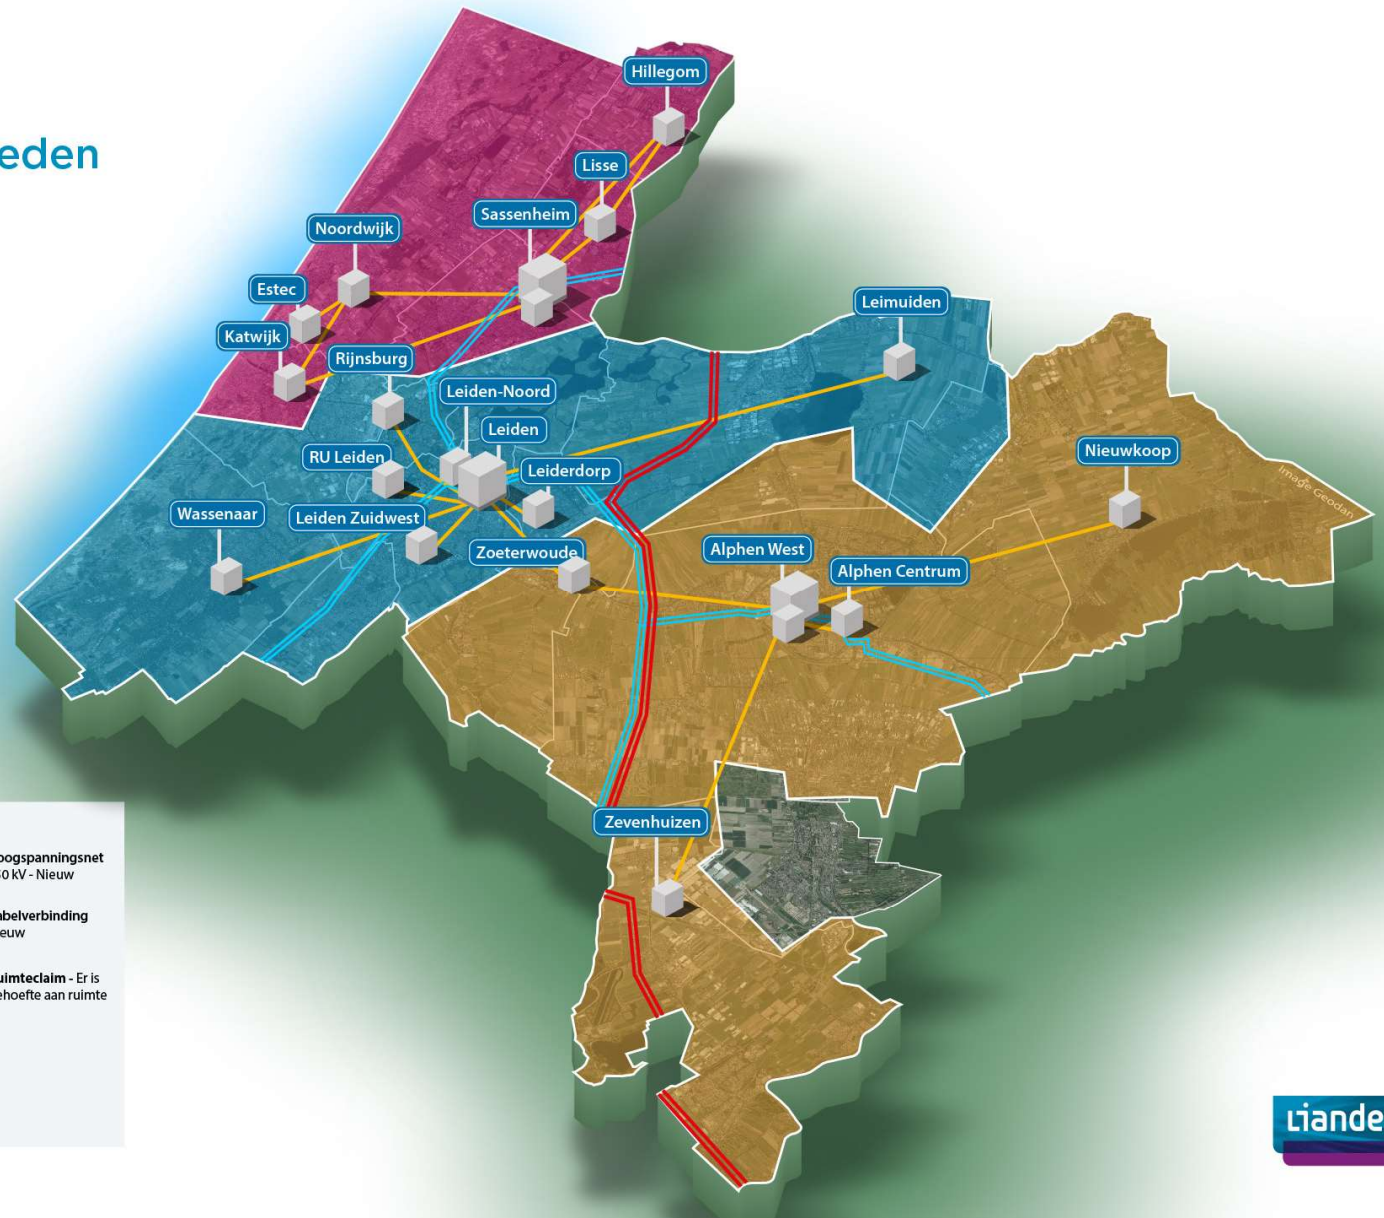 eden
Hillegom
Lisse
Sassenheim
Noordwijk
Estec
Katwijk
Rijnsburg
Leimuiden
Leiden-Noord
Leiden
RU Leiden
Leiderdorp
Nieuwkoop
Image Geodan
Wassenaar
Leiden Zuidwest
Zoeterwoude
Alphen West
Alphen Centrum
Zevenhuizen
oogspanningsnet
0 kV - Nieuw
abelverbinding
ieuw
uimteclaim - Er is
ehoefte aan ruimte
Liande